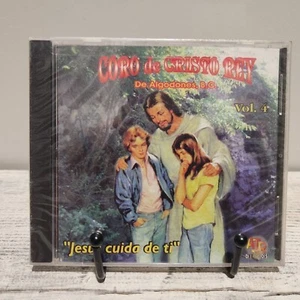 CORO de CRISTO REY
De Algodones, B.C.
Vol. 4
"Jesus cuida de ti"